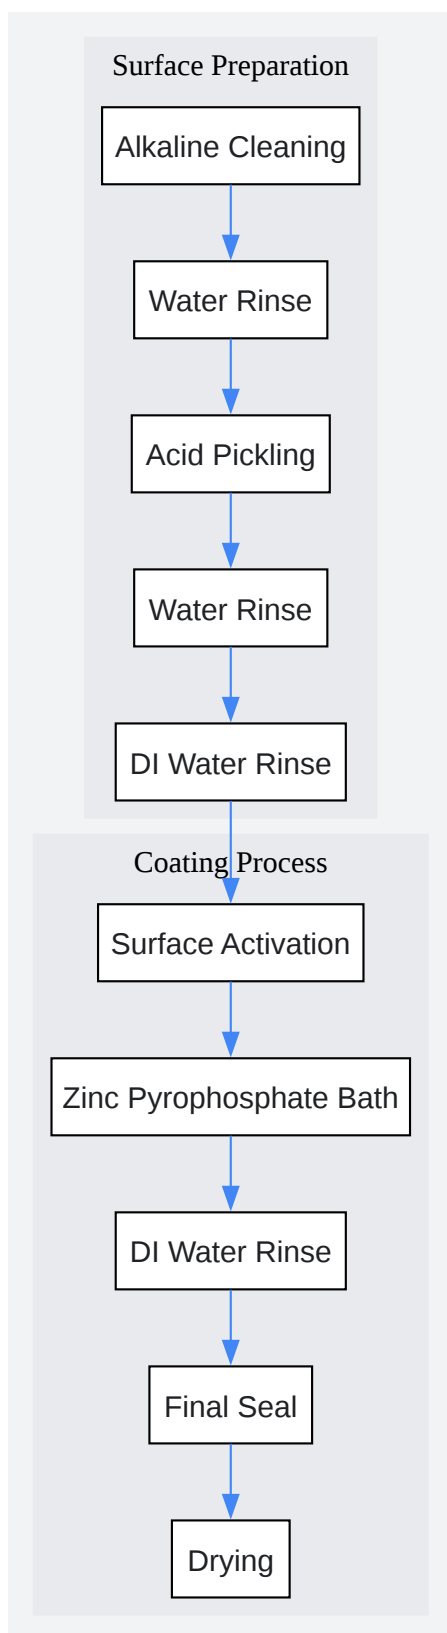 Surface Preparation
Alkaline Cleaning
Water Rinse
Acid Pickling
Water Rinse
DI Water Rinse
Coating Process
Surface Activation
Zinc Pyrophosphate Bath
DI Water Rinse
Final Seal
Drying